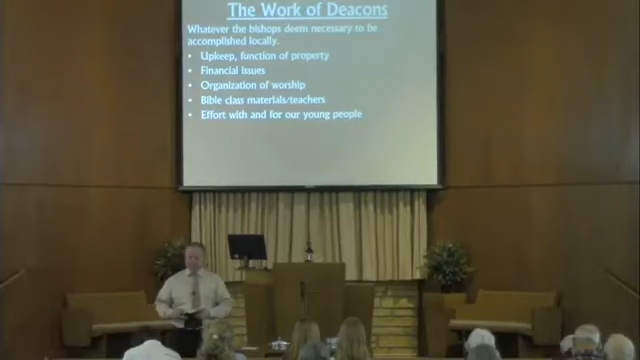 The Work of Deacons
Whatever the bishops deem necessary to be
accomplished locally.
• Upkeep, function of property
• Financial issues
• Organization of worship
• Bible class materials/teachers
• Effort with and for our young people